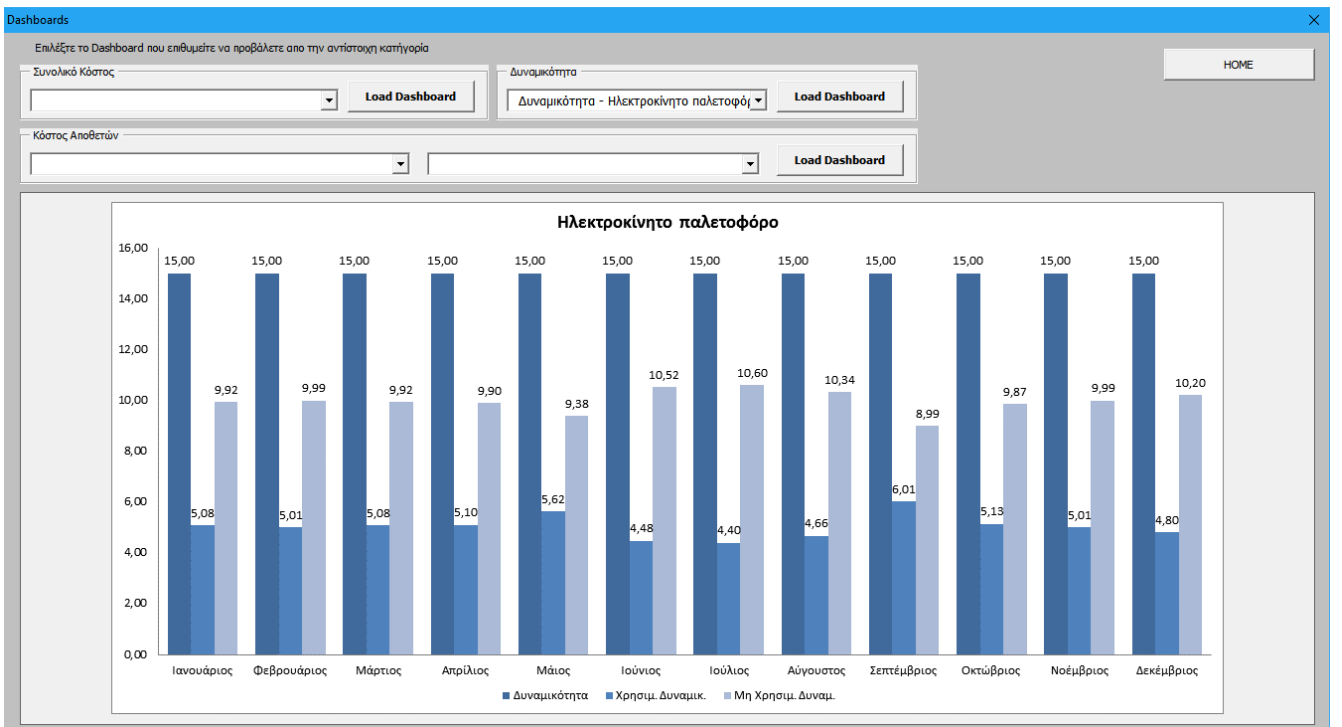 Dashboards
Επιλέξτε το Dashboard που επιθυμείτε να προβάλετε απο την αντίστοιχη κατήγορία
HOME
Συνολικό Κόστος
Δυναμικότητα
Load Dashboard
Δυναμικότητα - Ηλεκτροκίνητο παλετοφόρ
Load Dashboard
Κόστος Αποθετών
Load Dashboard
Ηλεκτροκίνητο παλετοφόρο
16,00
15,00 15,00 15,00 15,00 15,00 15,00 15,00 15,00 15,00 15,00 15,00 15,00
14,00
12,00
10,00
9,92 9,99 9,92 9,90 9,38 10,52 10,60 10,34 8,99 9,87 9,99 10,20
8,00
6,00
5,08 5,01 5,08 5,10 5,62 4,48 4,40 4,66 6,01 5,13 5,01 4,80
4,00
2,00
0,00
Ιανουάριος Φεβρουάριος Μάρτιος Απρίλιος Μάιος Ιούνιος Ιούλιος Αύγουστος Σεπτέμβριος Οκτώβριος Νοέμβριος Δεκέμβριος
Δυναμικότητα Χρησιμ. Δυναμικ. Μη Χρησιμ. Δυναμ.